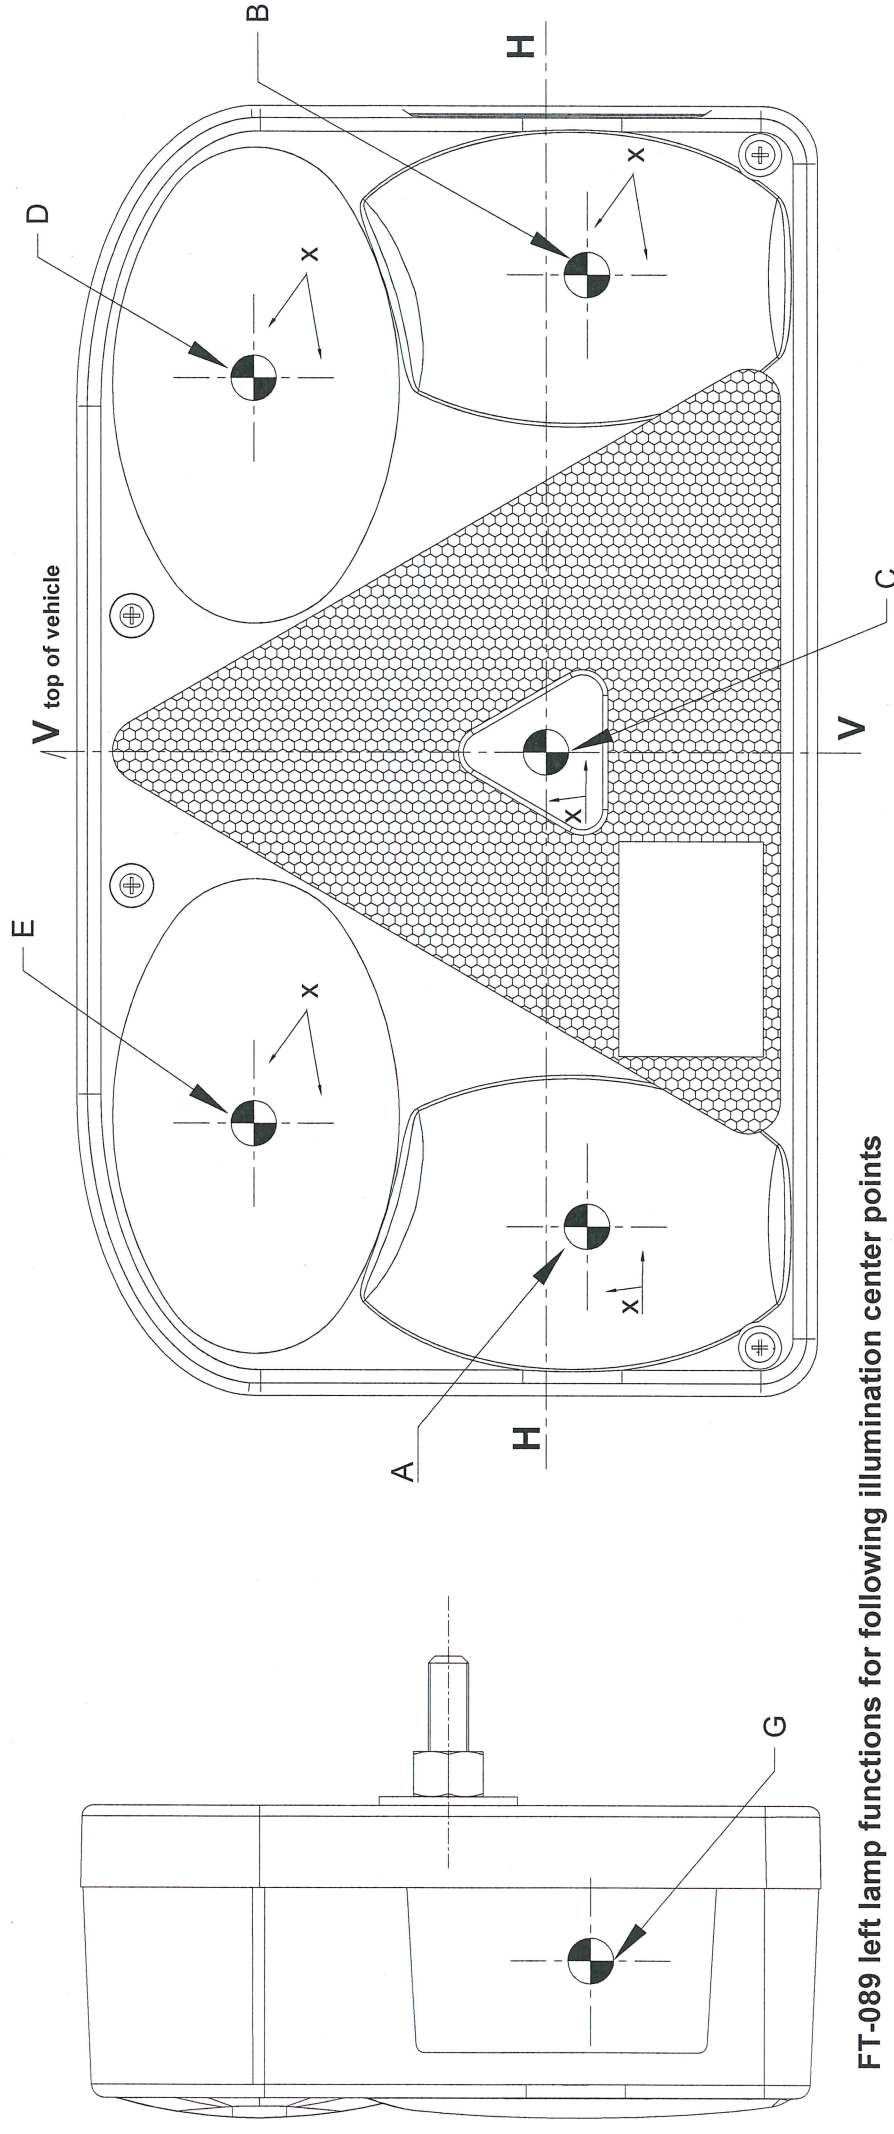 E
V top of vehicle
D
B
A
H
H
X
X
X
X
X
V
C
G
FT-089 left lamp functions for following illumination center points